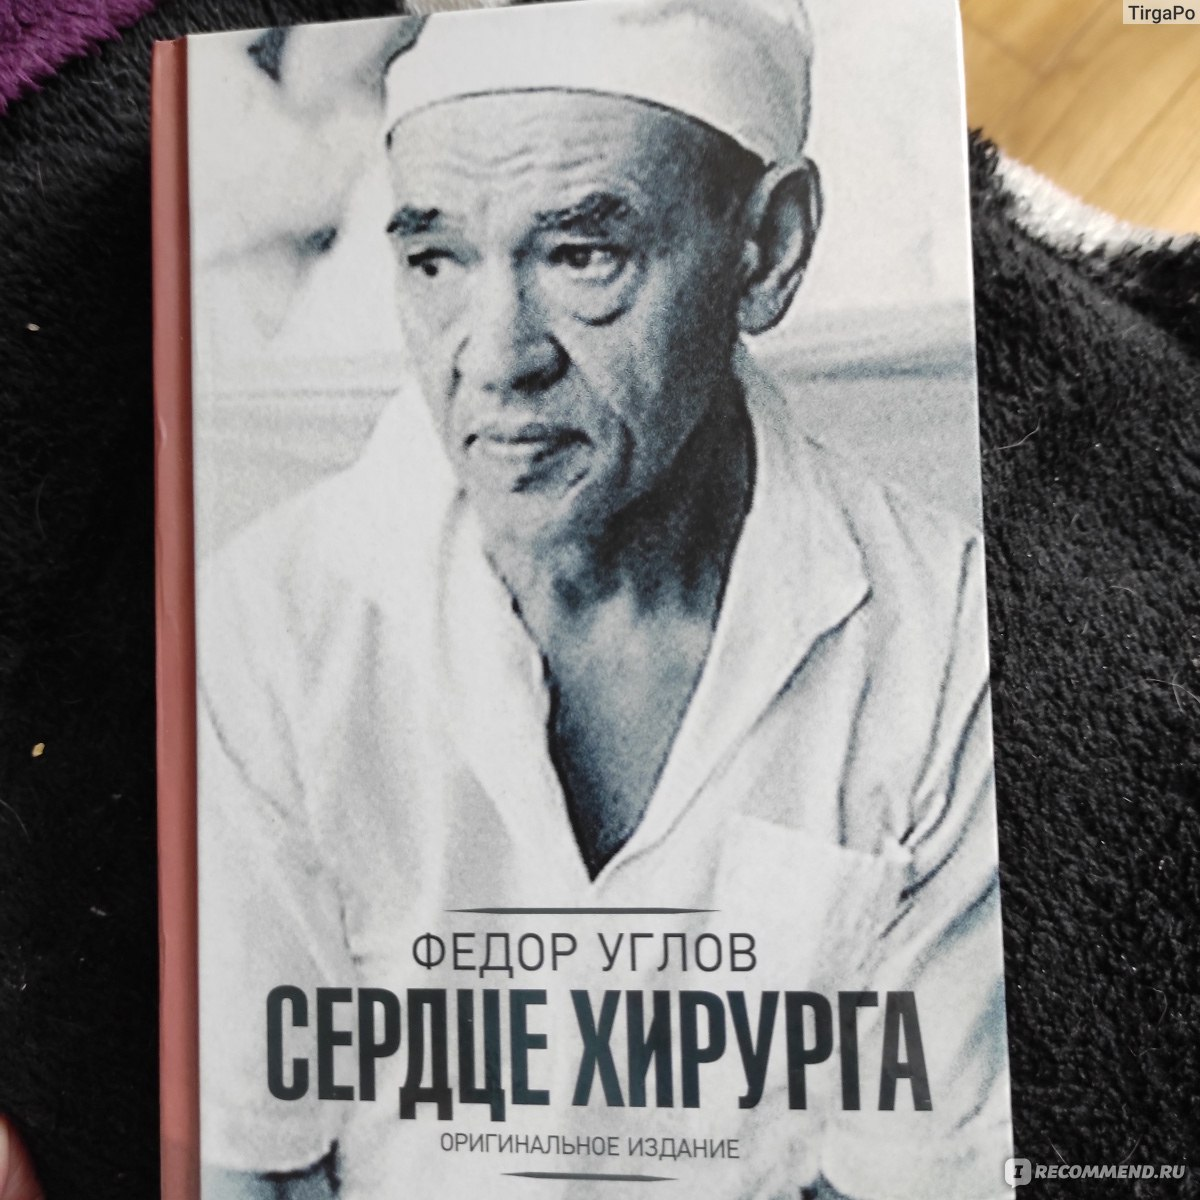 TirgaPo
ФЕДОР УГЛОВ
СЕРДЦЕ ХИРУРГА
ОРИГИНАЛЬНОЕ ИЗДАНИЕ
I RECOMMEND.RU